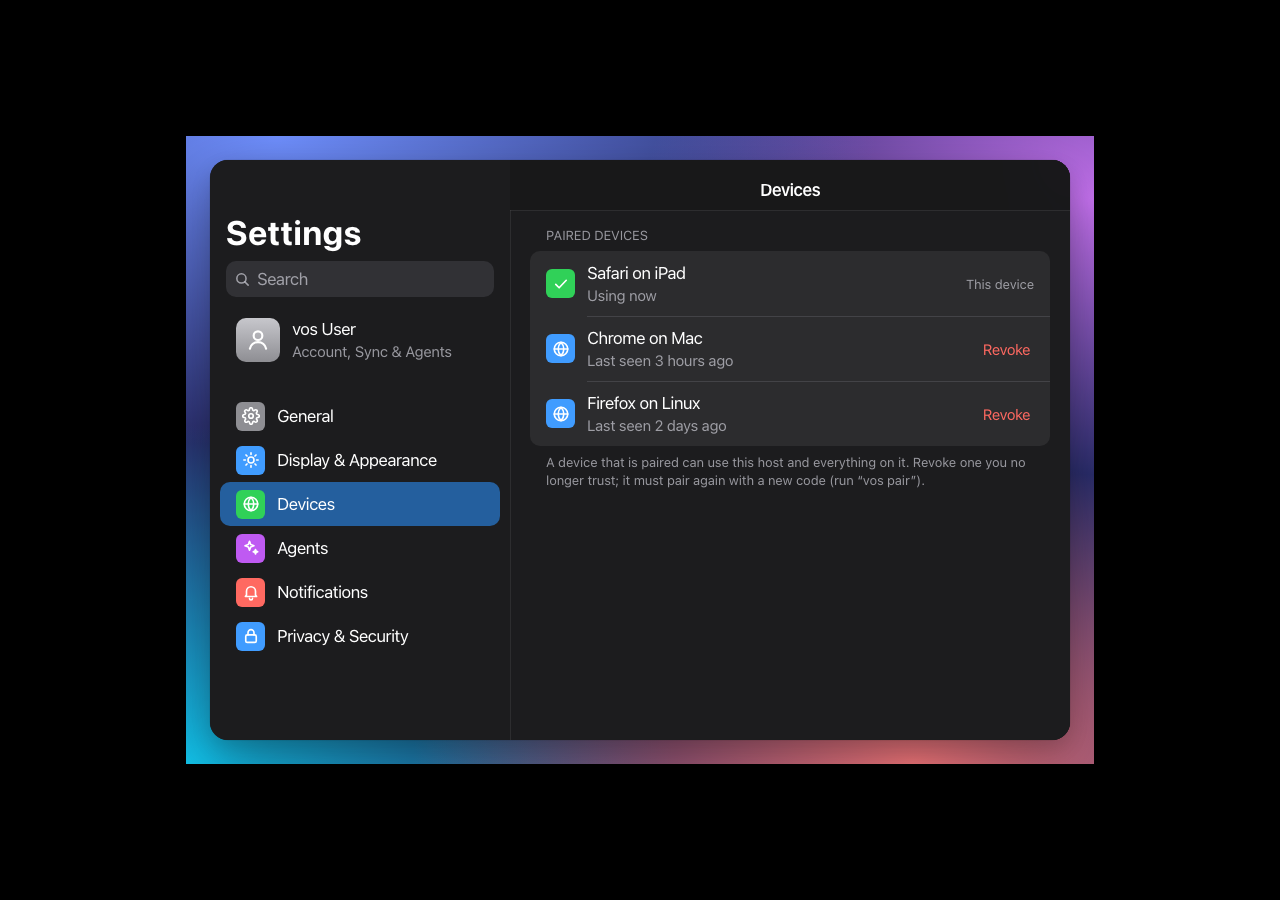 Settings
Search
vos User
Account, Sync & Agents
General
Display & Appearance
Devices
Agents
Notifications
Privacy & Security
Devices
PAIRED DEVICES
Safari on iPad
Using now
This device
Chrome on Mac
Last seen 3 hours ago
Revoke
Firefox on Linux
Last seen 2 days ago
Revoke
A device that is paired can use this host and everything on it. Revoke one you no
longer trust; it must pair again with a new code (run “vos pair”).